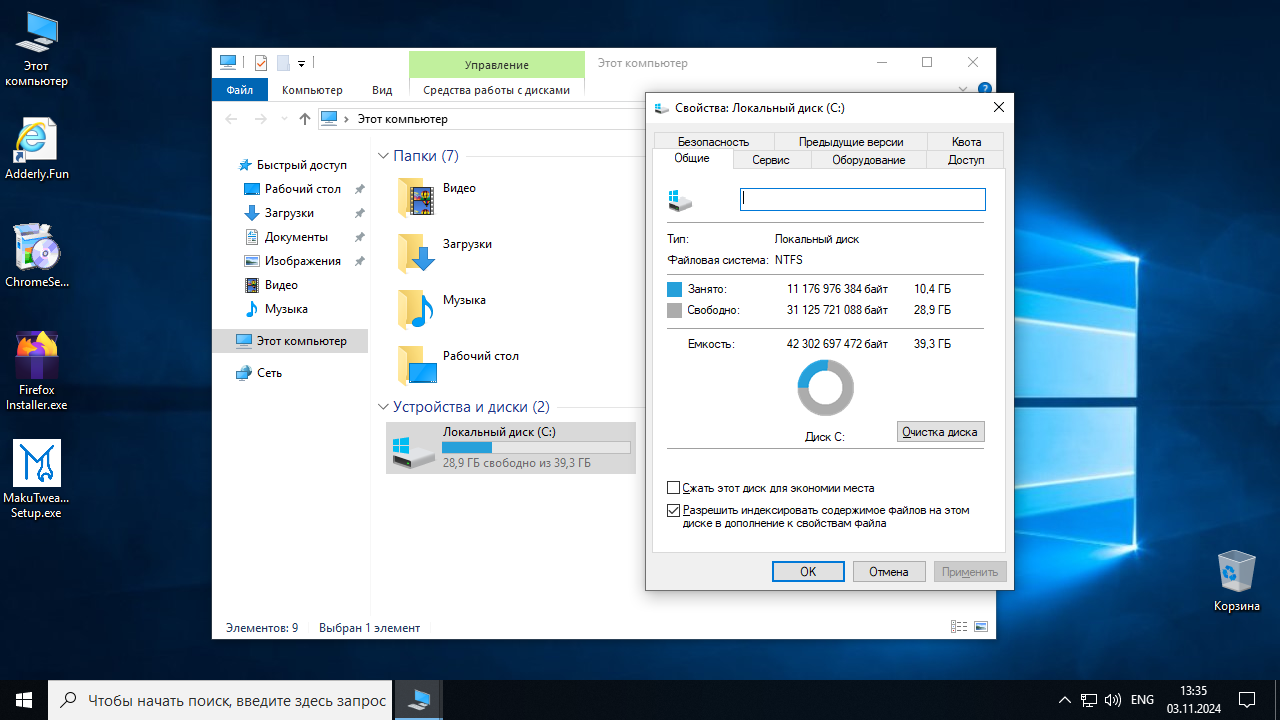 Этот
компьютер
Adderly.Fun
ChromeSe...
Firefox
Installer.exe
MakuTwea...
Setup.exe
Корзина
Управление
Этот компьютер
Файл
Компьютер
Вид
Средства работы с дисками
?
Этот компьютер
Быстрый доступ
Рабочий стол
Загрузки
Документы
Изображения
Видео
Музыка
Этот компьютер
Сеть
Папки (7)
Видео
Загрузки
Музыка
Рабочий стол
Устройства и диски (2)
Локальный диск (C:)
28,9 ГБ свободно из 39,3 ГБ
Элементов: 9 Выбран 1 элемент
Свойства: Локальный диск (C:)
Безопасность Предыдущие версии Квота
Общие Сервис Оборудование Доступ
Тип: Локальный диск
Файловая система: NTFS
Занято: 11 176 976 384 байт 10,4 ГБ
Свободно: 31 125 721 088 байт 28,9 ГБ
Емкость: 42 302 697 472 байт 39,3 ГБ
Диск C:
Очистка диска
Сжать этот диск для экономии места
Разрешить индексировать содержимое файлов на этом
диске в дополнение к свойствам файла
OK Отмена Применить
Чтобы начать поиск, введите здесь запрос
ENG
13:35
03.11.2024